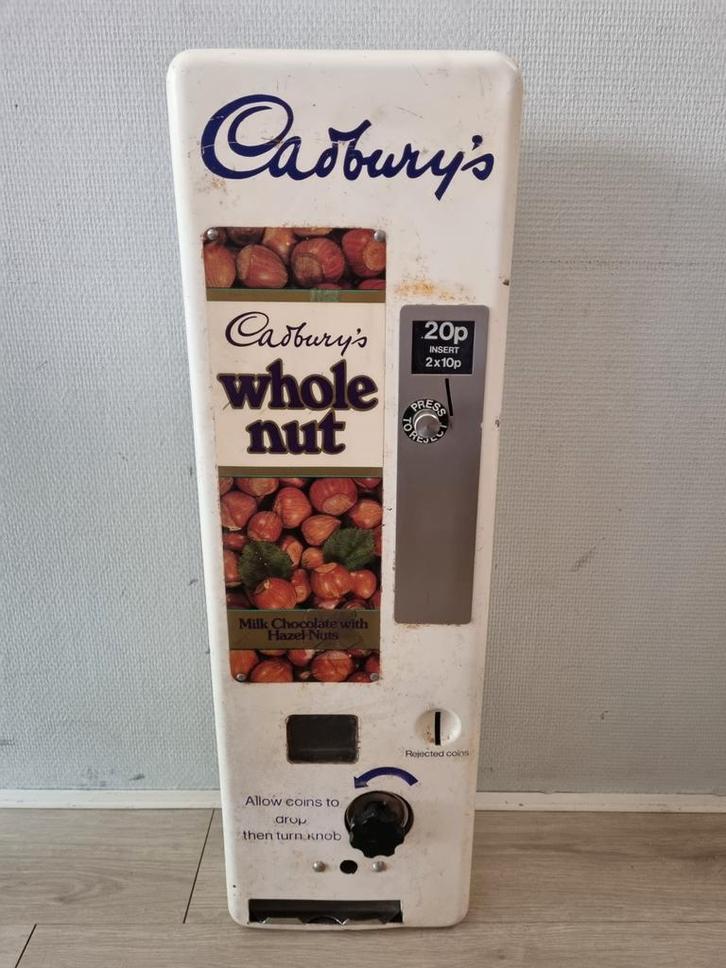 Cadbury's
Cadbury's
whole
nut
Milk Chocolate with
Hazel Nuts
20p
INSERT
2x10p
PRESS
TO REJECT
Rejected coins
Allow coins to
drop
then turn knob